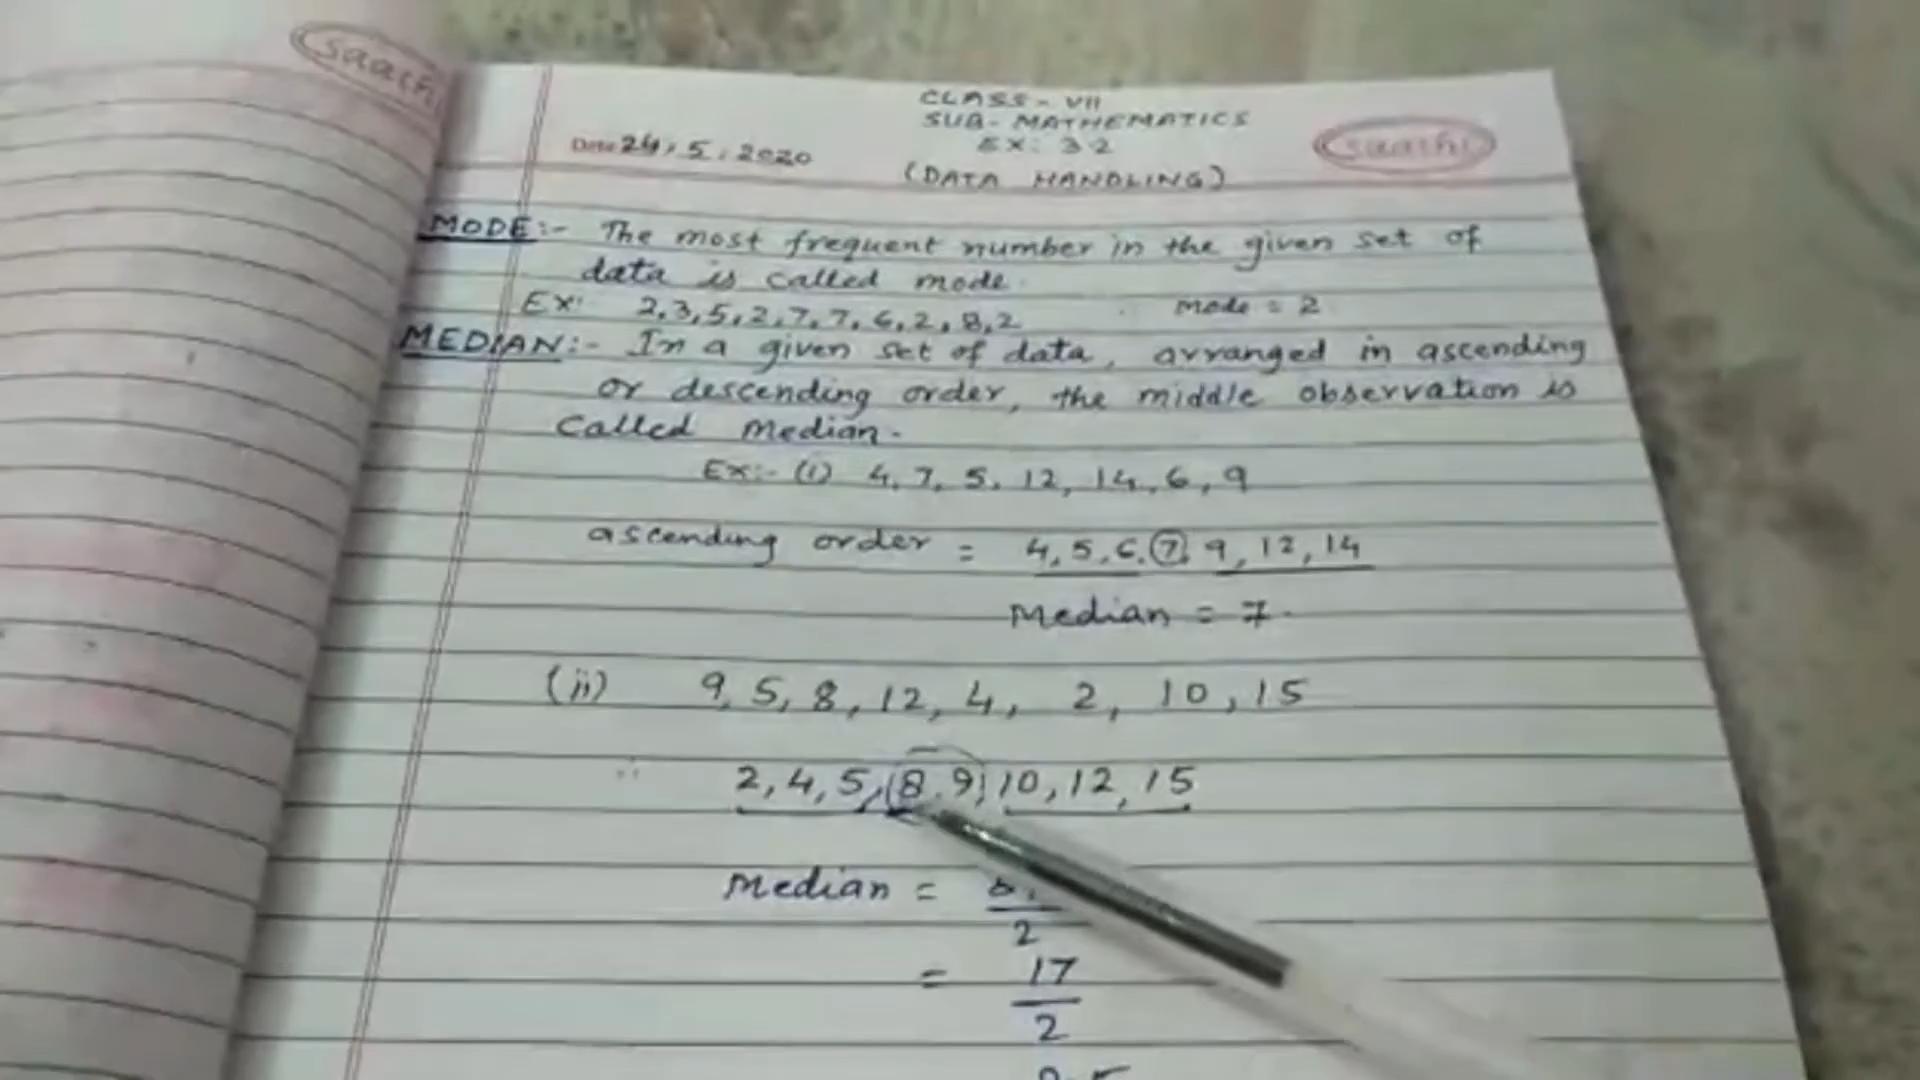 saathi
CLASS - VII
SUB - MATHEMATICS
Date 24.5.2020
EX: 3.2
saathi
(DATA HANDLING)
MODE:- The most frequent number in the given set of
data is called mode.
Ex: 2,3,5,2,7,7,6,2,8,2 mode = 2
MEDIAN:- In a given set of data, arranged in ascending
or descending order, the middle observation is
Called Median.
Ex:- (i) 4, 7, 5, 12, 14, 6, 9
ascending order = 4, 5, 6, 7, 9, 12, 14
Median = 7.
(ii) 9, 5, 8, 12, 4, 2, 10, 15
2, 4, 5, 8, 9, 10, 12, 15
Median =
2
= 17
2